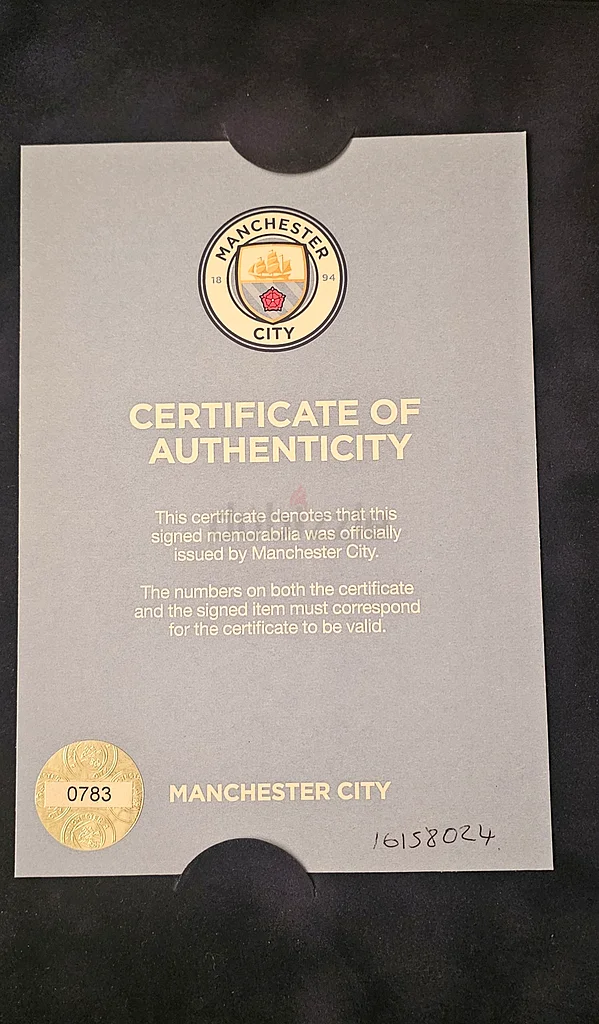 MANCHESTER
18 94
CITY
CERTIFICATE OF
AUTHENTICITY
This certificate denotes that this
signed memorabilia was officially
issued by Manchester City.
The numbers on both the certificate
and the signed item must correspond
for the certificate to be valid.
0783
MANCHESTER CITY
16158024